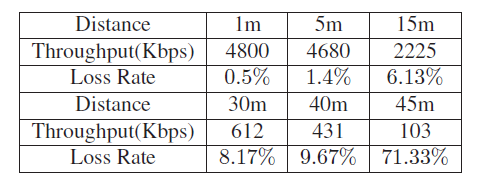 Distance 1m 5m 15m
Throughput(Kbps) 4800 4680 2225
Loss Rate 0.5% 1.4% 6.13%
Distance 30m 40m 45m
Throughput(Kbps) 612 431 103
Loss Rate 8.17% 9.67% 71.33%